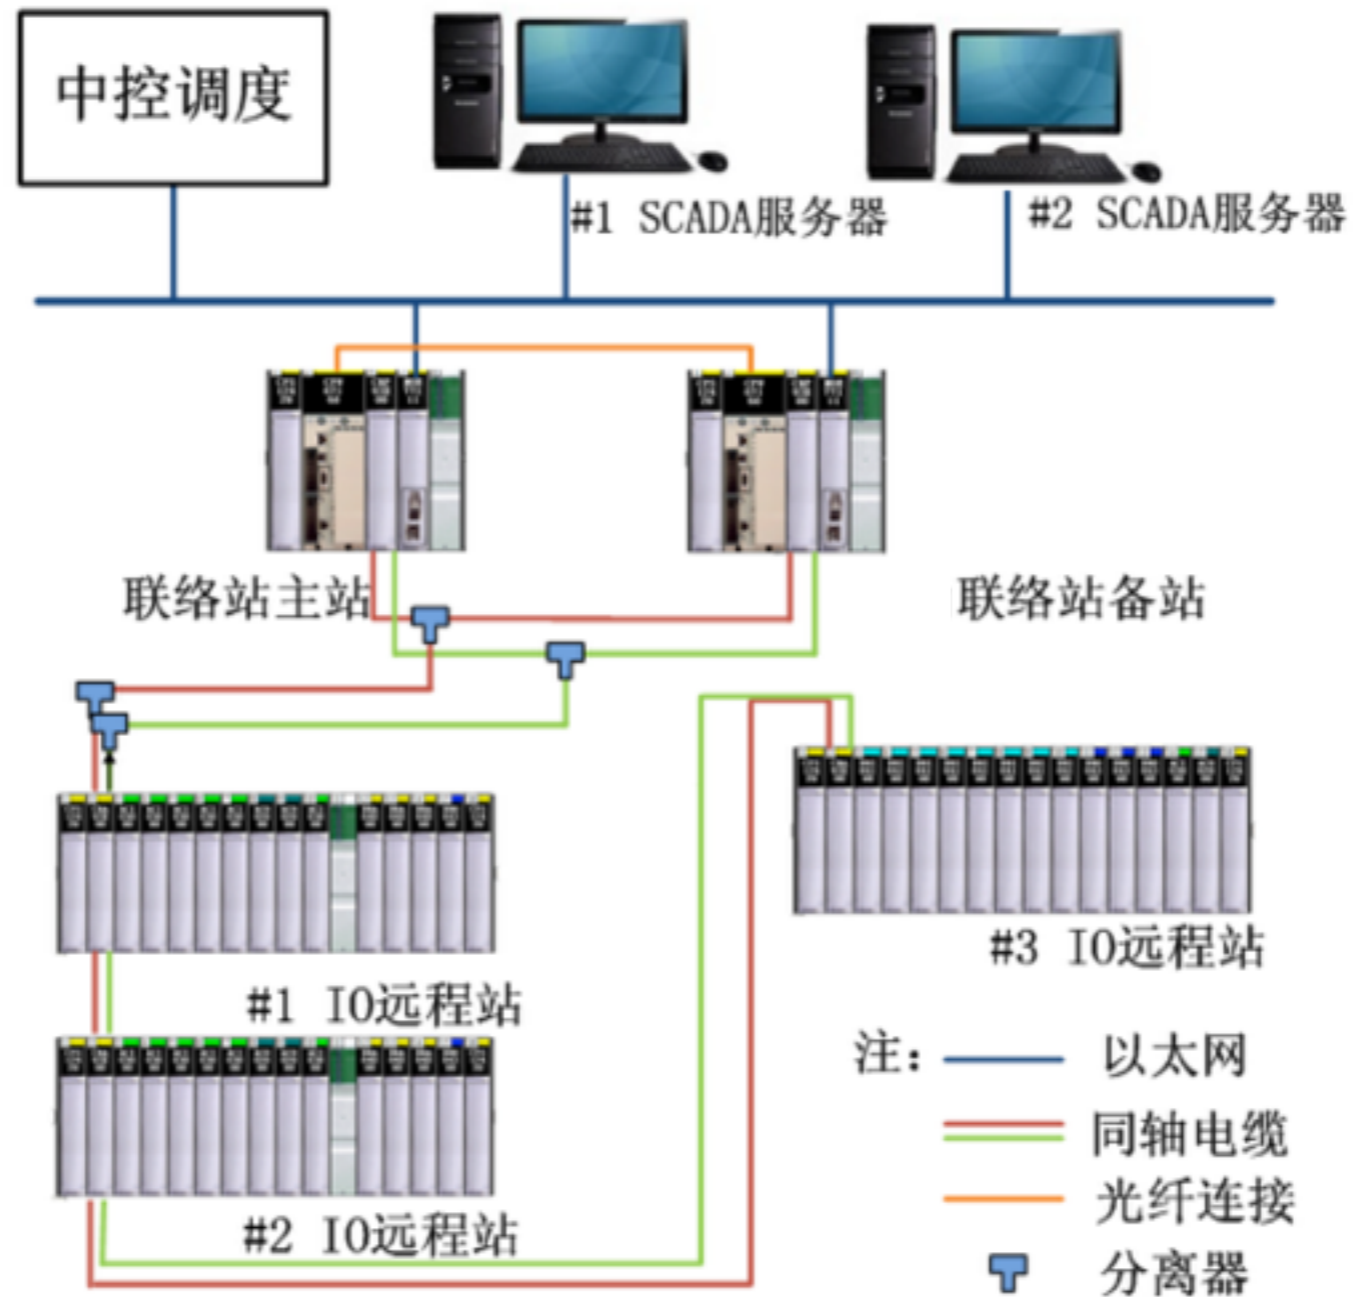 中控调度
#1 SCADA服务器
#2 SCADA服务器
联络站主站
联络站备站
#3 IO远程站
#1 IO远程站
#2 IO远程站
注：
以太网
同轴电缆
光纤连接
分离器